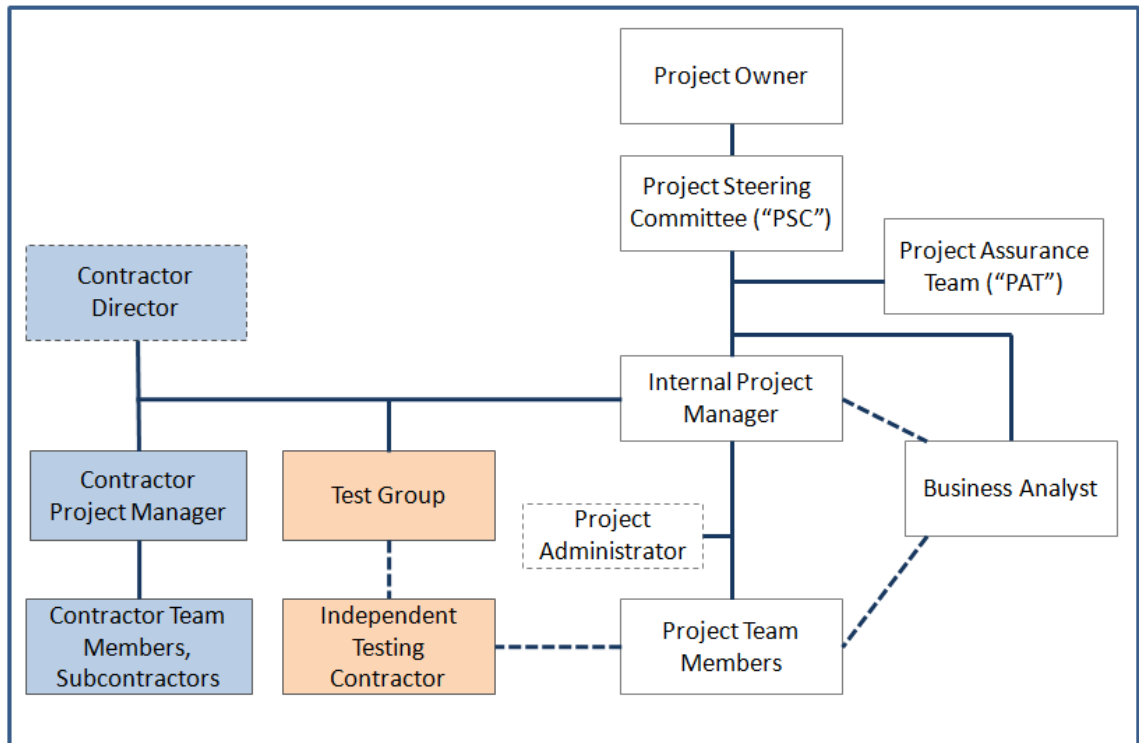 Project Owner
Project Steering
Committee (“PSC”)
Project Assurance
Team (“PAT”)
Contractor
Director
Internal Project
Manager
Contractor
Project Manager
Test Group
Business Analyst
Project
Administrator
Contractor Team
Members,
Subcontractors
Independent
Testing
Contractor
Project Team
Members